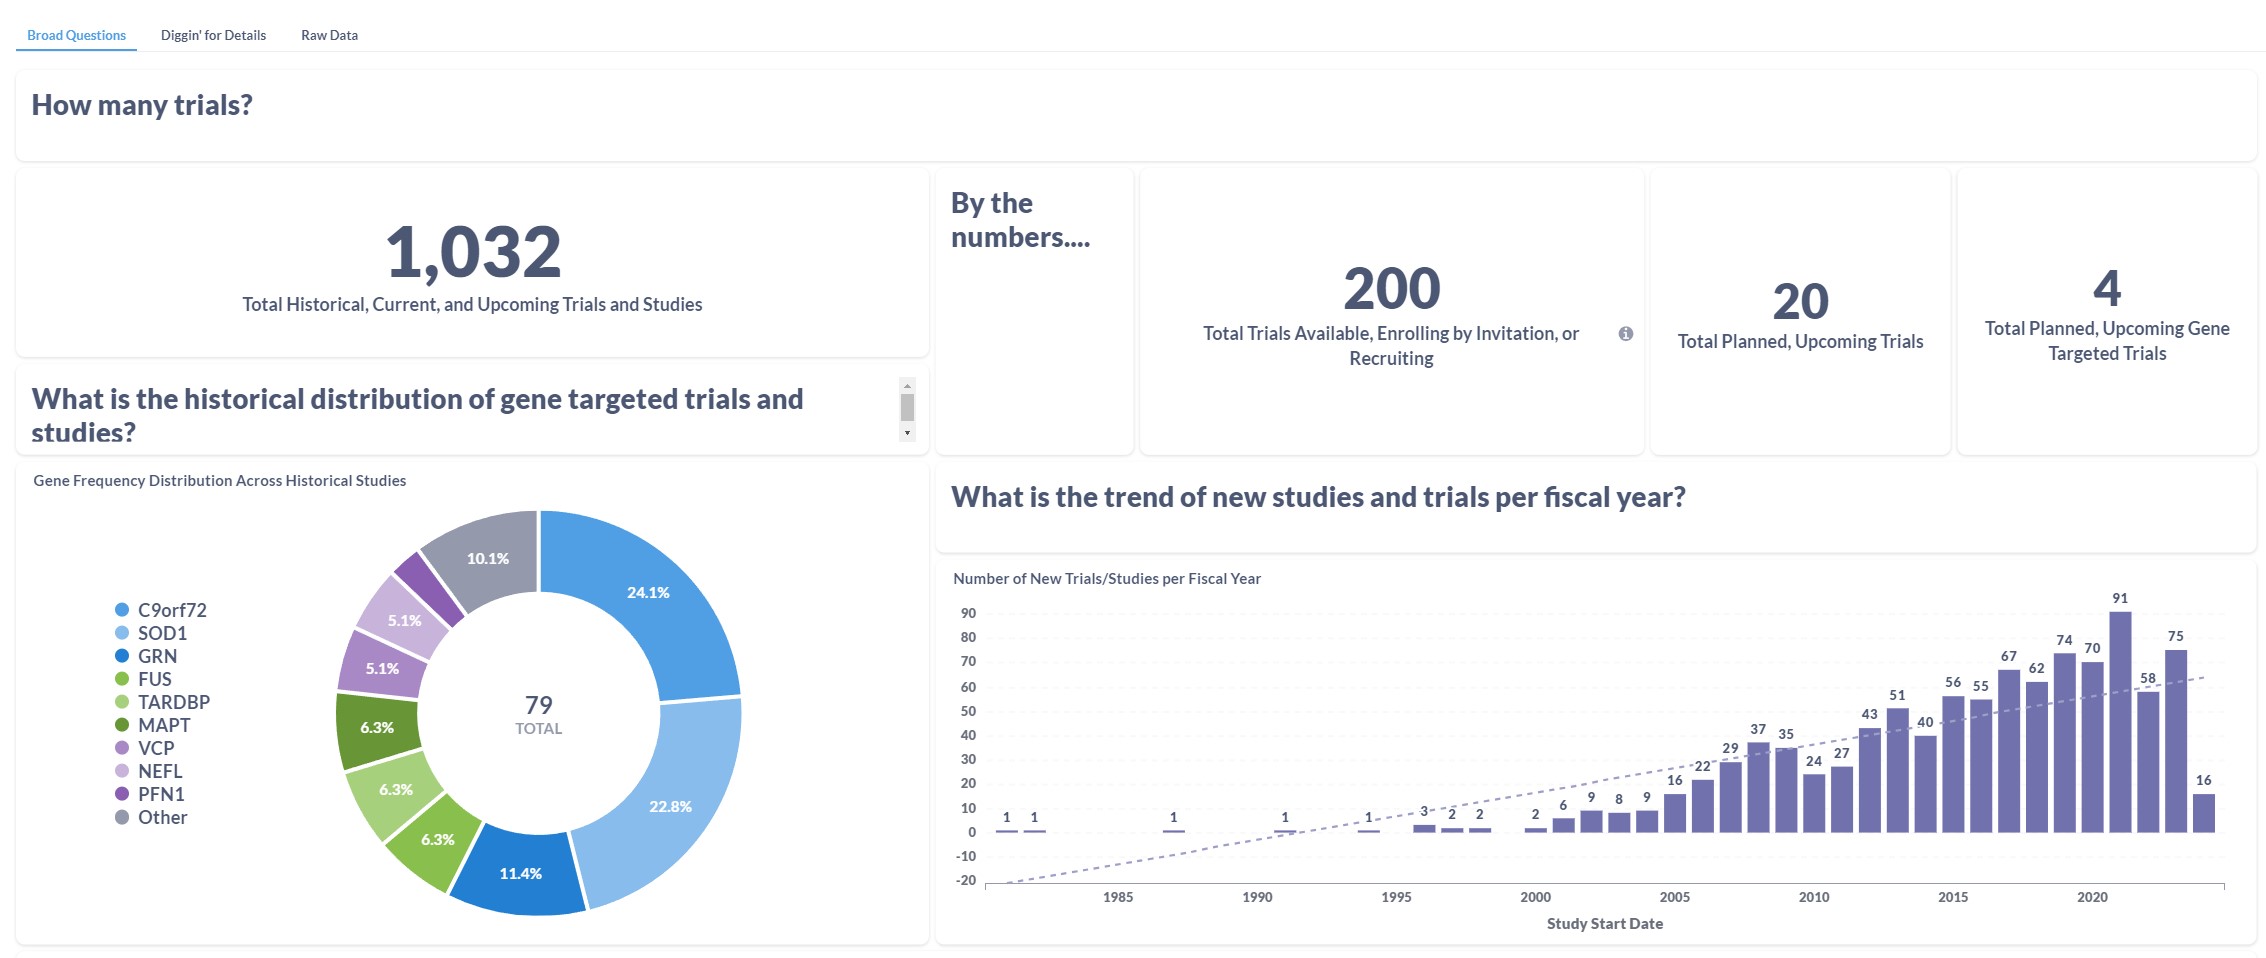 Broad Questions
Diggin' for Details
Raw Data
How many trials?
1,032
Total Historical, Current, and Upcoming Trials and Studies
By the
numbers....
200
Total Trials Available, Enrolling by Invitation, or
Recruiting
20
Total Planned, Upcoming Trials
4
Total Planned, Upcoming Gene
Targeted Trials
What is the historical distribution of gene targeted trials and
studies?
Gene Frequency Distribution Across Historical Studies
C9orf72
SOD1
GRN
FUS
TARDBP
MAPT
VCP
NEFL
PFN1
Other
24.1%
22.8%
11.4%
6.3%
6.3%
6.3%
5.1%
5.1%
10.1%
79
TOTAL
What is the trend of new studies and trials per fiscal year?
Number of New Trials/Studies per Fiscal Year
90
80
70
60
50
40
30
20
10
0
-10
-20
1
1
1
1
1
3
2
2
2
6
9
8
9
16
22
29
37
35
24
27
43
51
40
56
55
67
62
74
70
91
58
75
16
1985
1990
1995
2000
2005
2010
2015
2020
Study Start Date